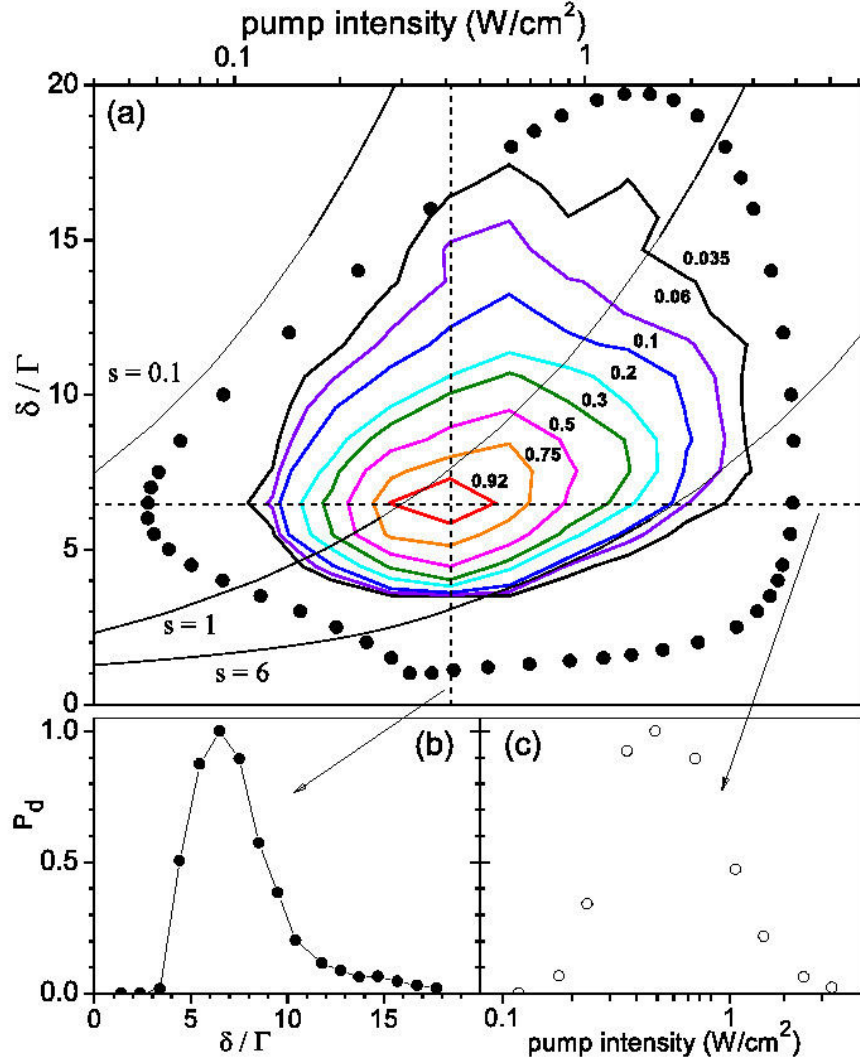 pump intensity (W/cm²)
0.1 1
20
(a)
15
0.035
0.06
0.1
δ / Γ
s = 0.1
10
0.2
0.3
0.5
0.75
0.92
5
s = 1
s = 6
0
1.0
(b)
(c)
P_d
0.5
0.0
0 5 10 15
0.1 1
δ / Γ
pump intensity (W/cm²)